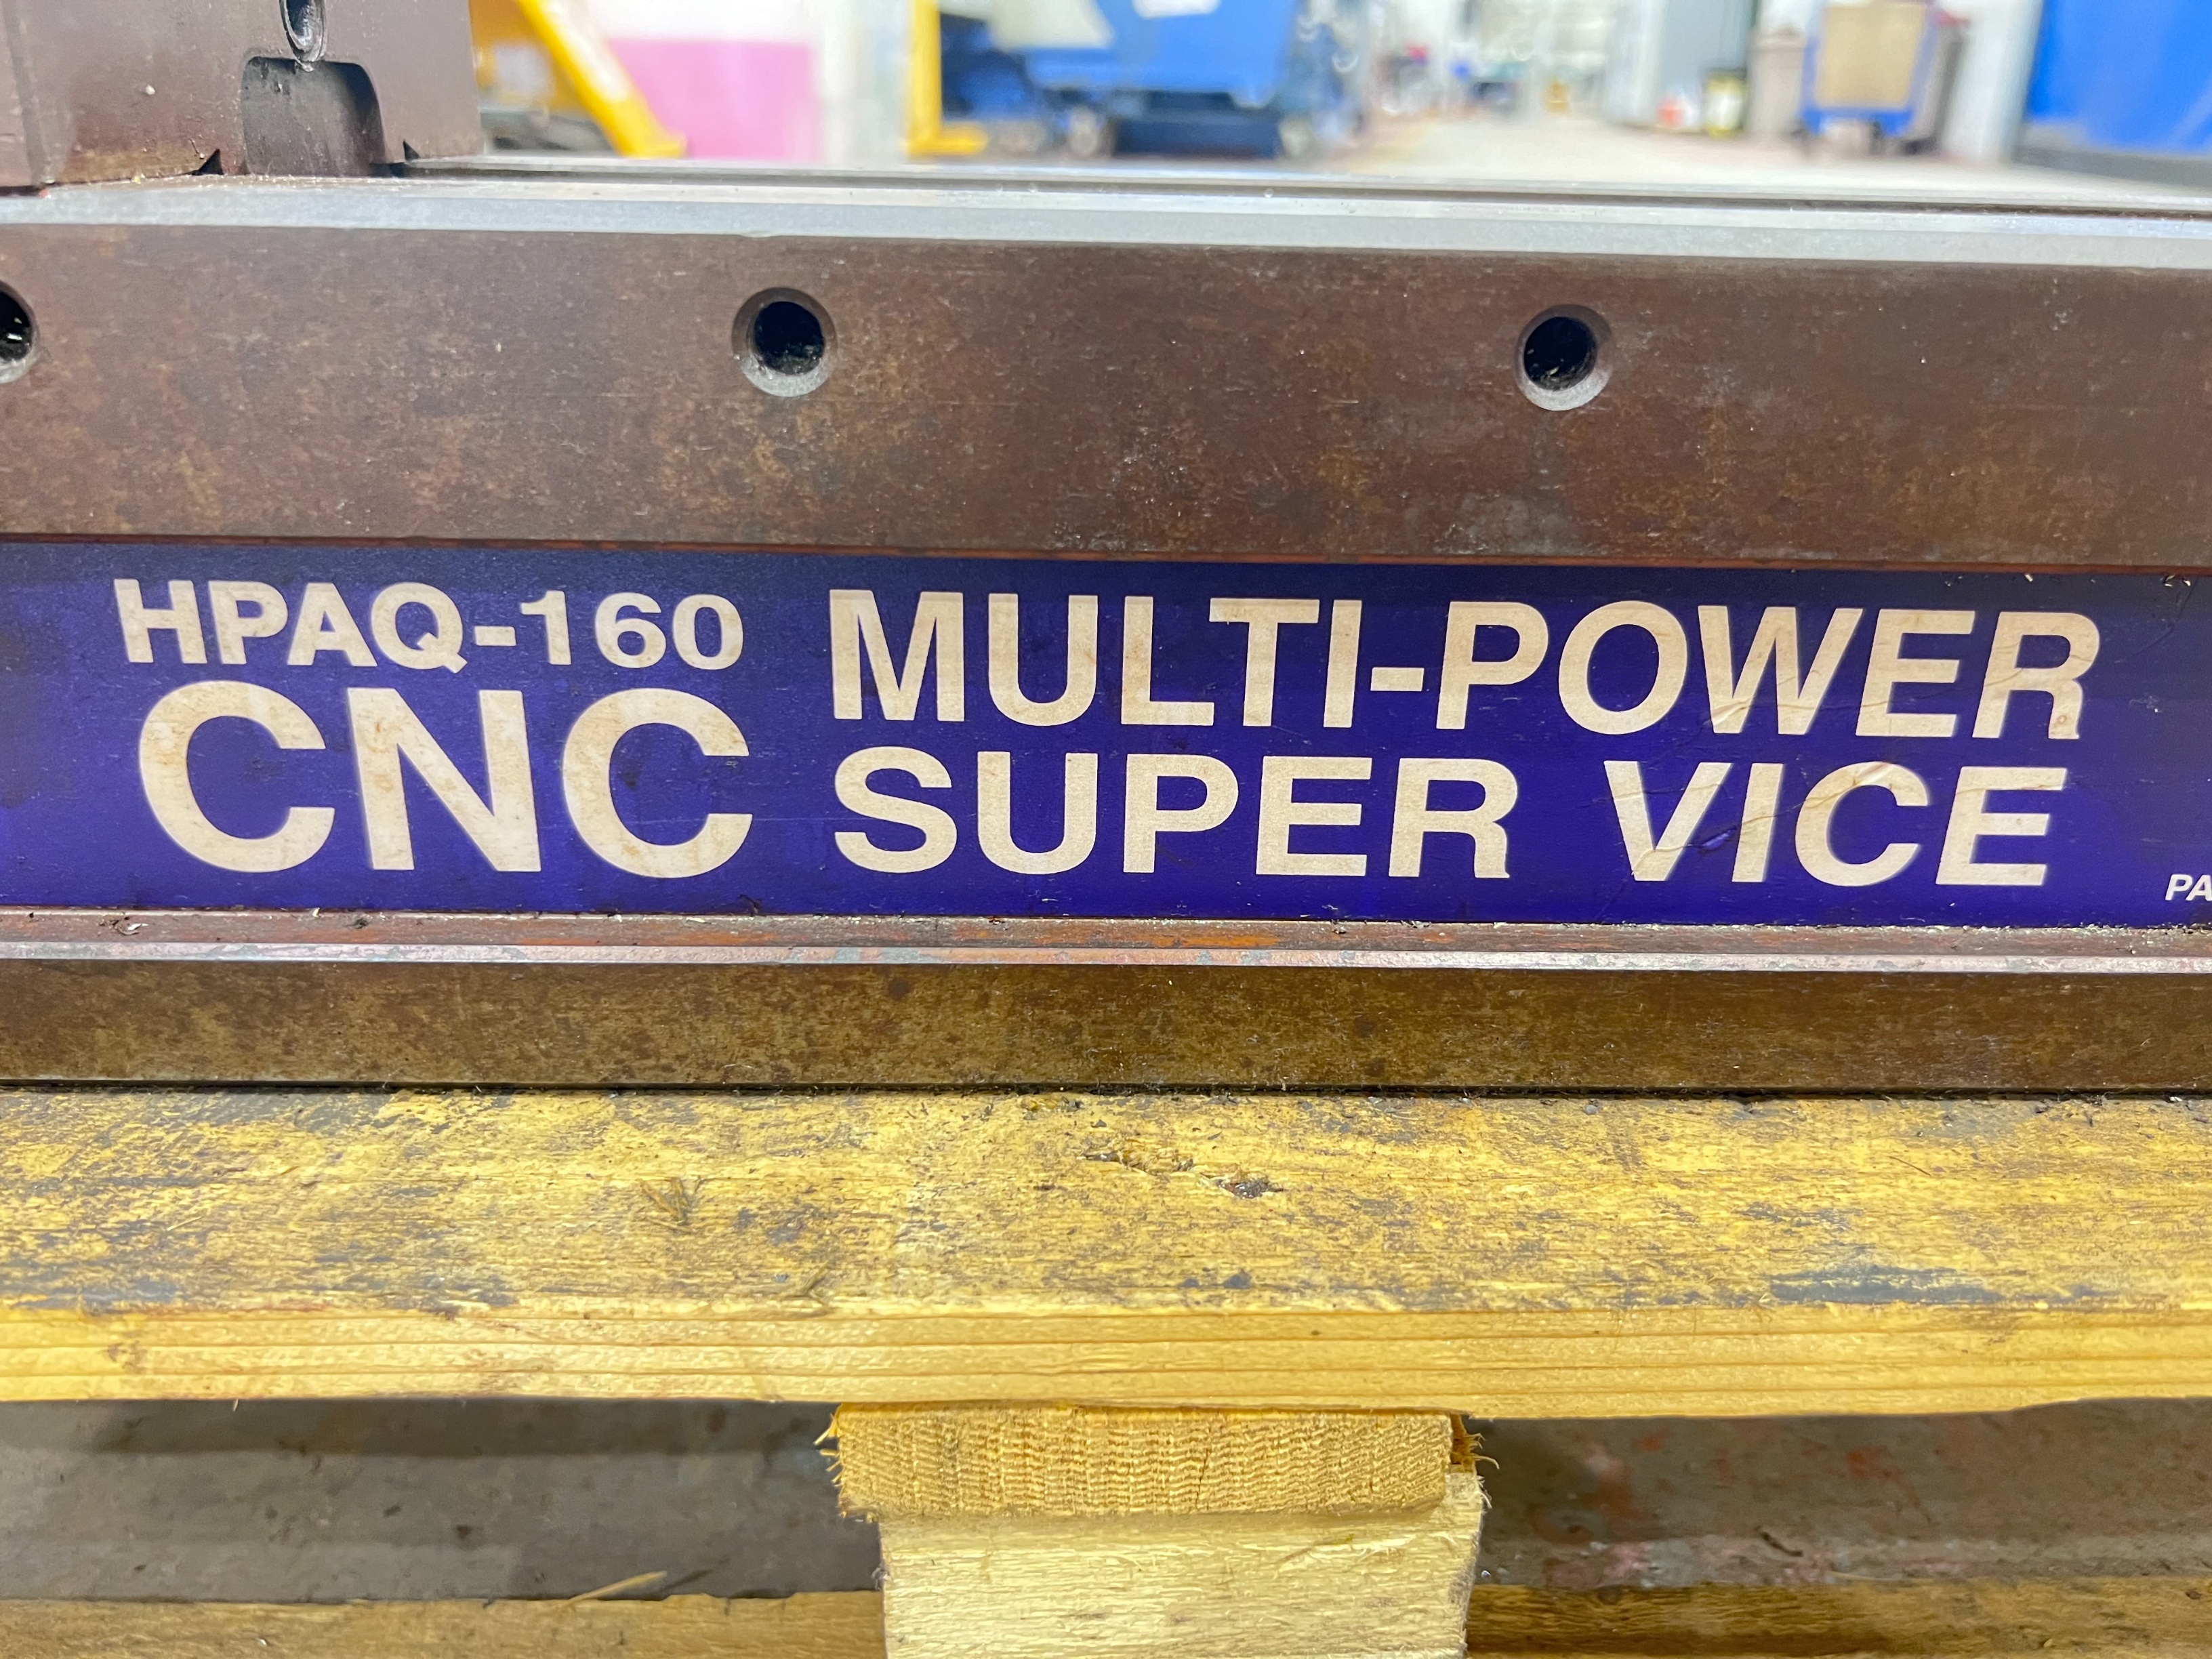 HPAQ-160
CNC
MULTI-POWER
SUPER VICE